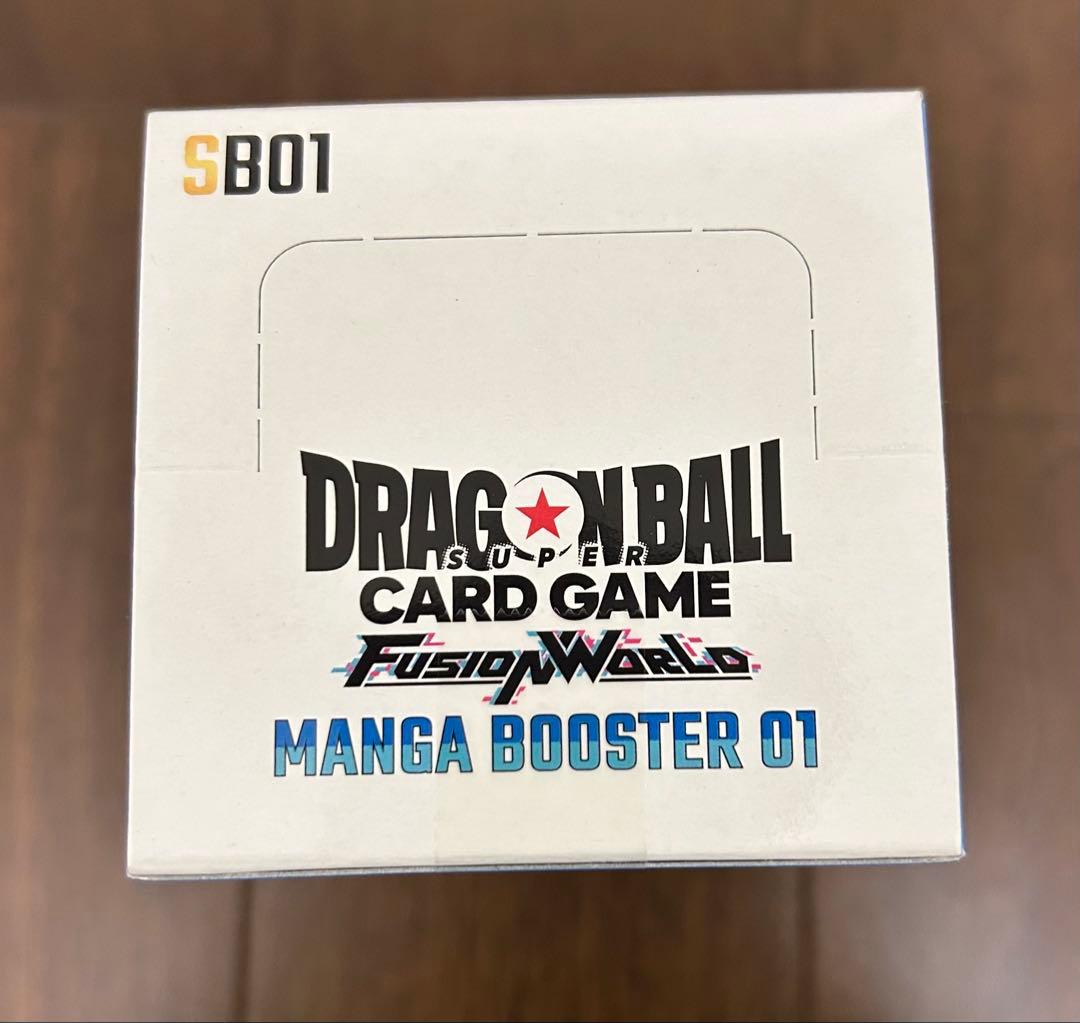 SB01
DRAGON BALL
SUPER
CARD GAME
FUSION WORLD
MANGA BOOSTER 01